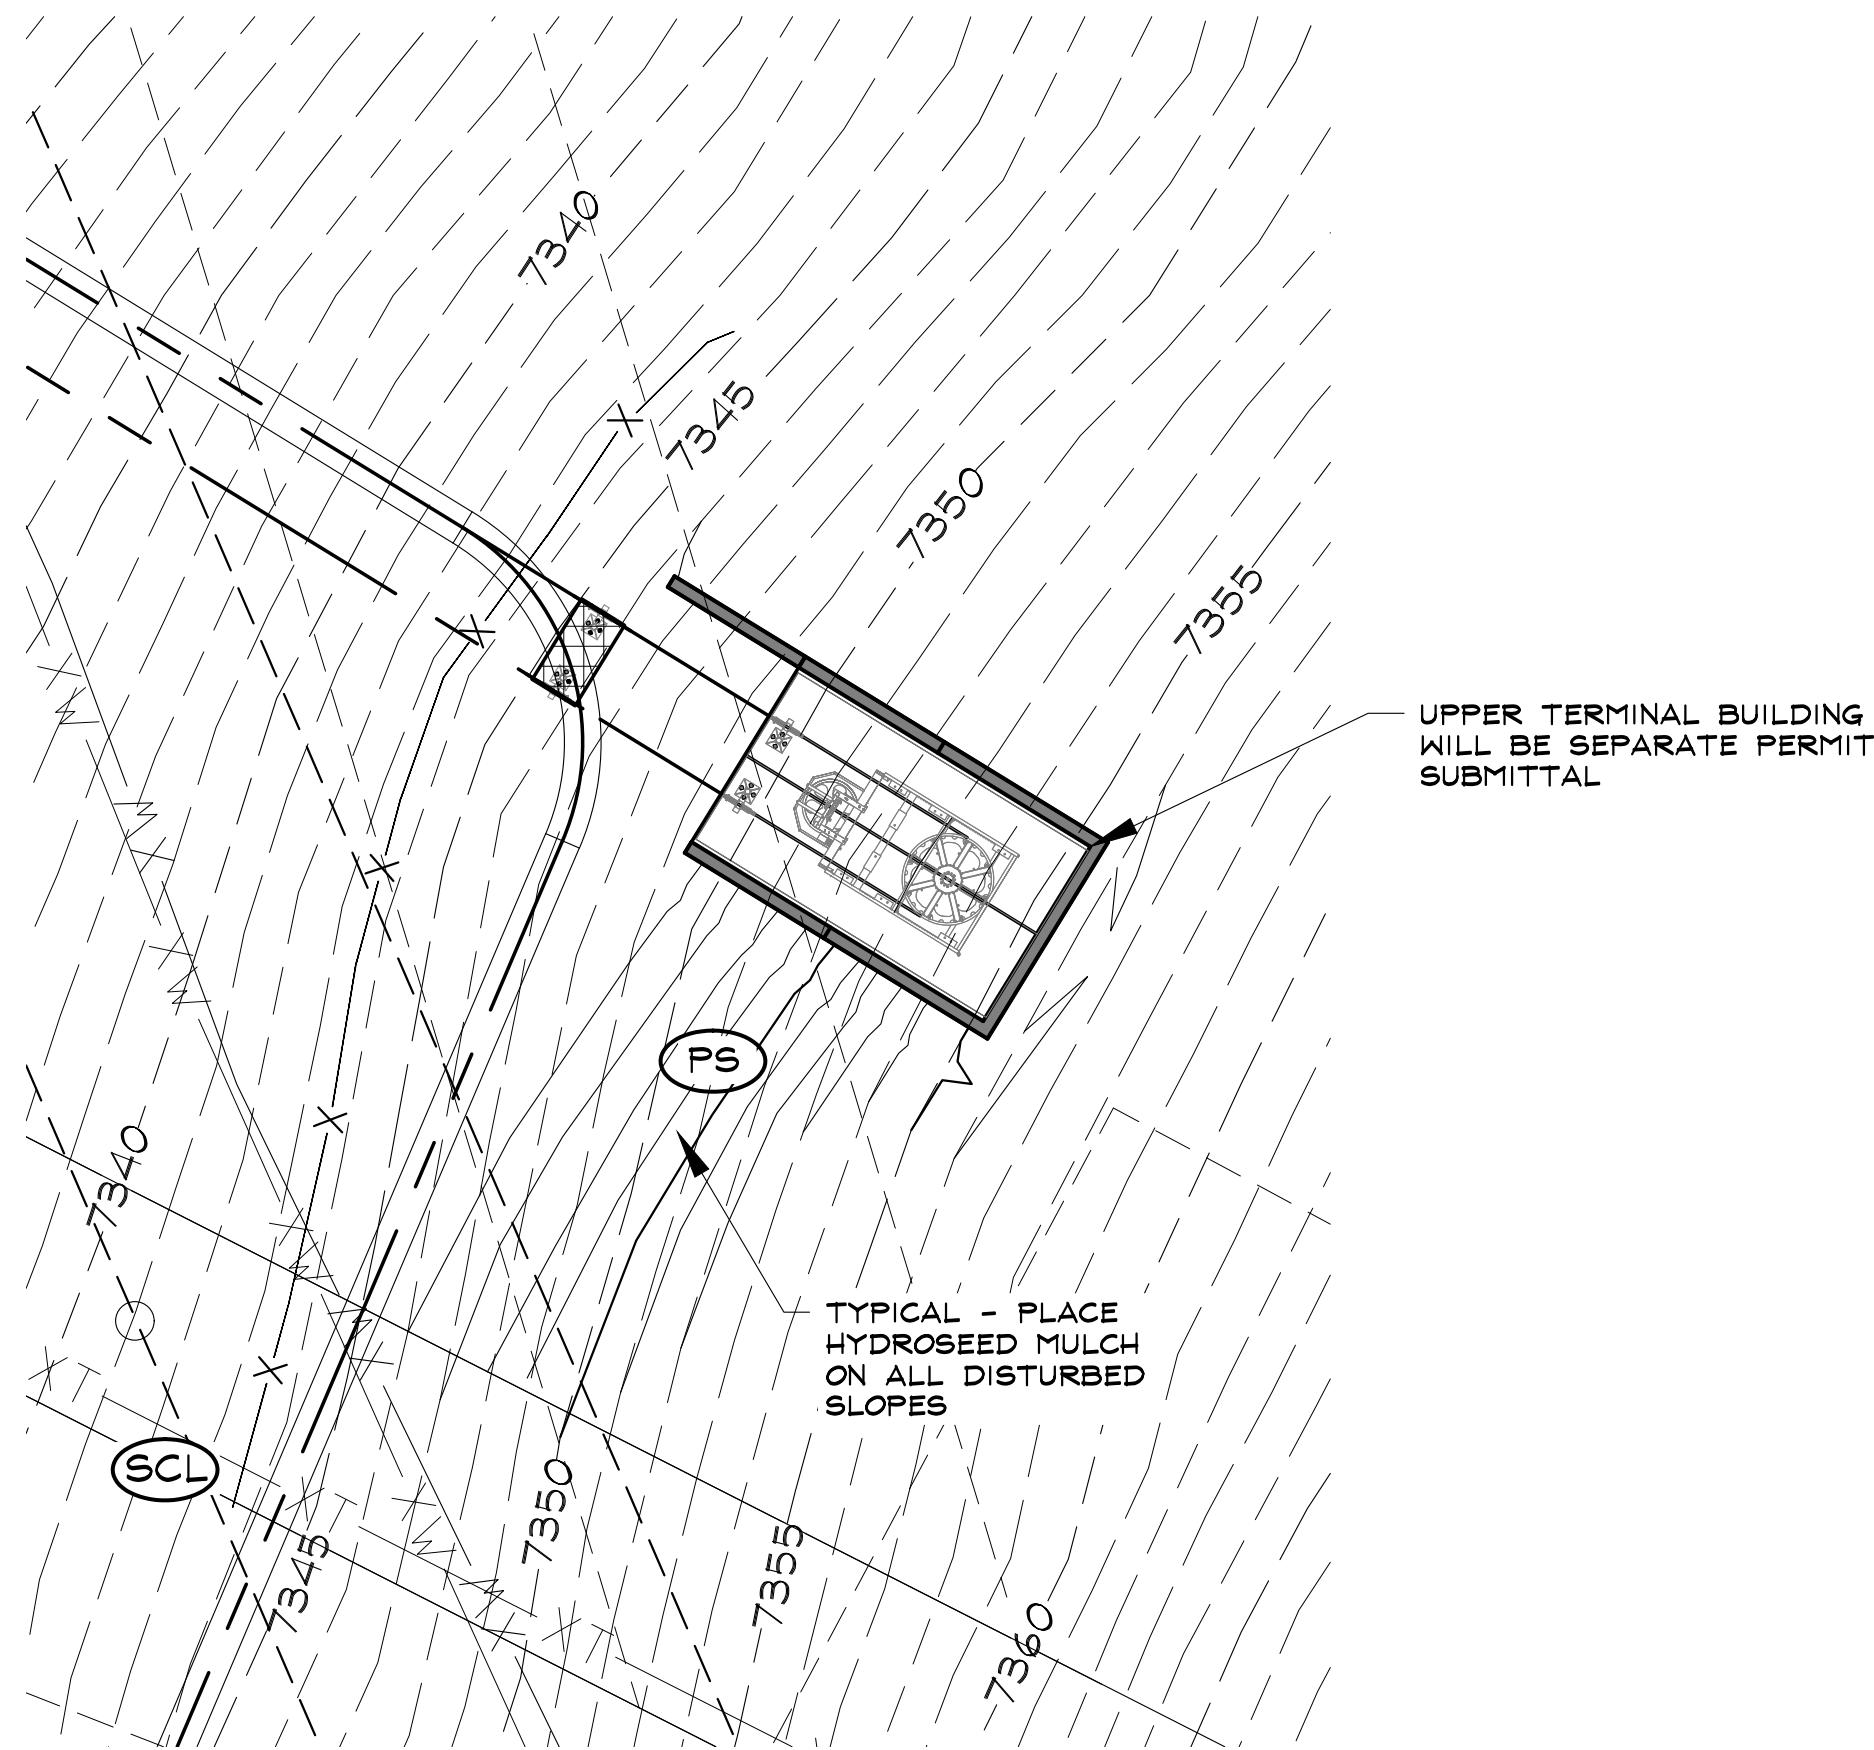 7340
7345
7350
7355
UPPER TERMINAL BUILDING
WILL BE SEPARATE PERMIT
SUBMITTAL
PS
7340
TYPICAL - PLACE
HYDROSEED MULCH
ON ALL DISTURBED
SLOPES
SCL
7345
7350
7355
7360
X
X
X
X
X
W
W
W
W
W
W
W
W